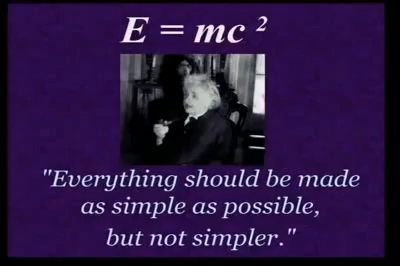 E = mc ²
"Everything should be made
as simple as possible,
but not simpler."